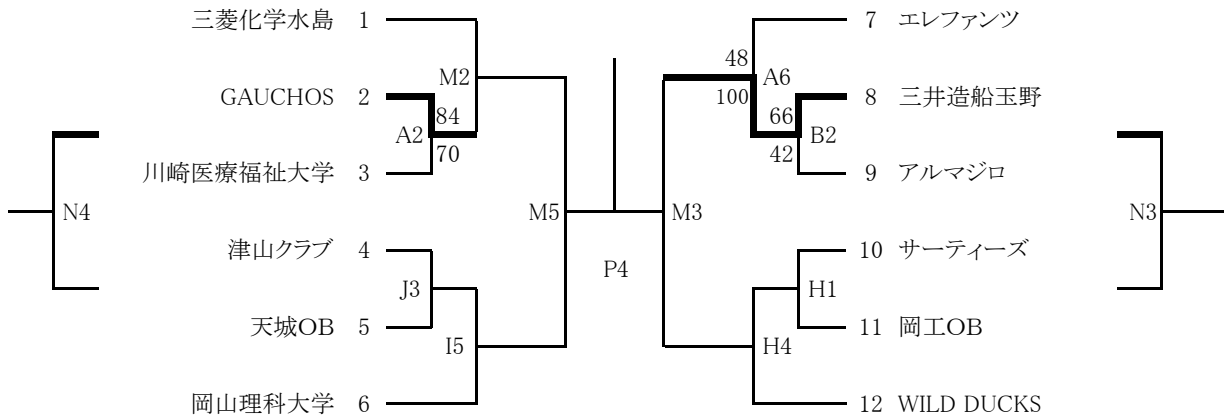 三菱化学水島 1
7 エレファンツ
48
M2
A6
GAUCHOS 2
100
8 三井造船玉野
84
66
A2
B2
70
42
川崎医療福祉大学 3
9 アルマジロ
N4
M5
M3
N3
津山クラブ 4
10 サーティーズ
P4
J3
H1
天城OB 5
11 岡工OB
I5
H4
岡山理科大学 6
12 WILD DUCKS